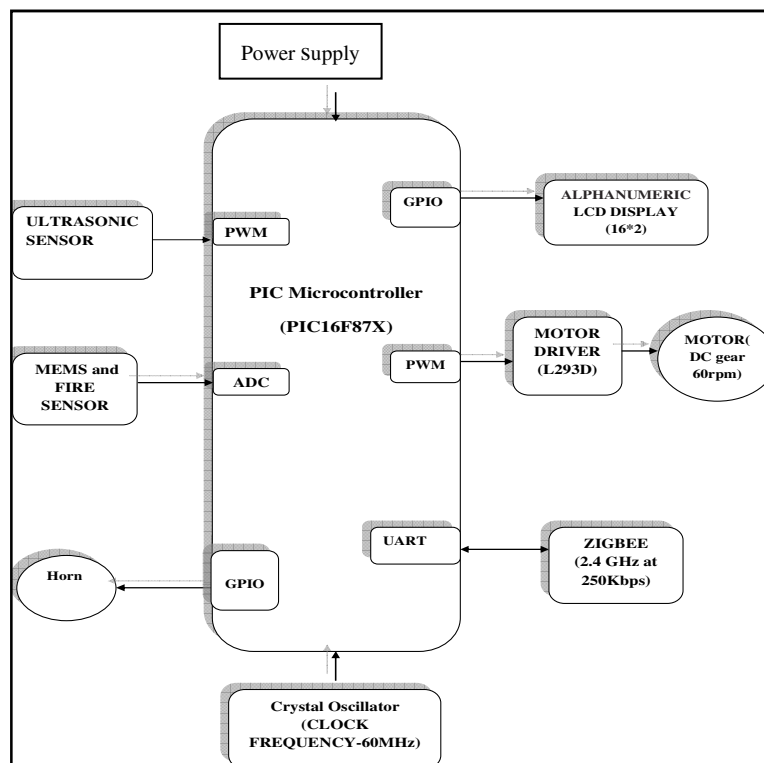 Power supply
GPIO
ALPHANUMERIC
LCD DISPLAY
(16*2)
ULTRASONIC
SENSOR
PWM
PIC Microcontroller
(PIC16F87X)
MOTOR
DRIVER
(L293D)
MOTOR(
DC gear
60rpm)
PWM
MEMS and
FIRE
SENSOR
ADC
UART
ZIGBEE
(2.4 GHz at
250Kbps)
Horn
GPIO
Crystal Oscillator
(CLOCK
FREQUENCY-60MHz)